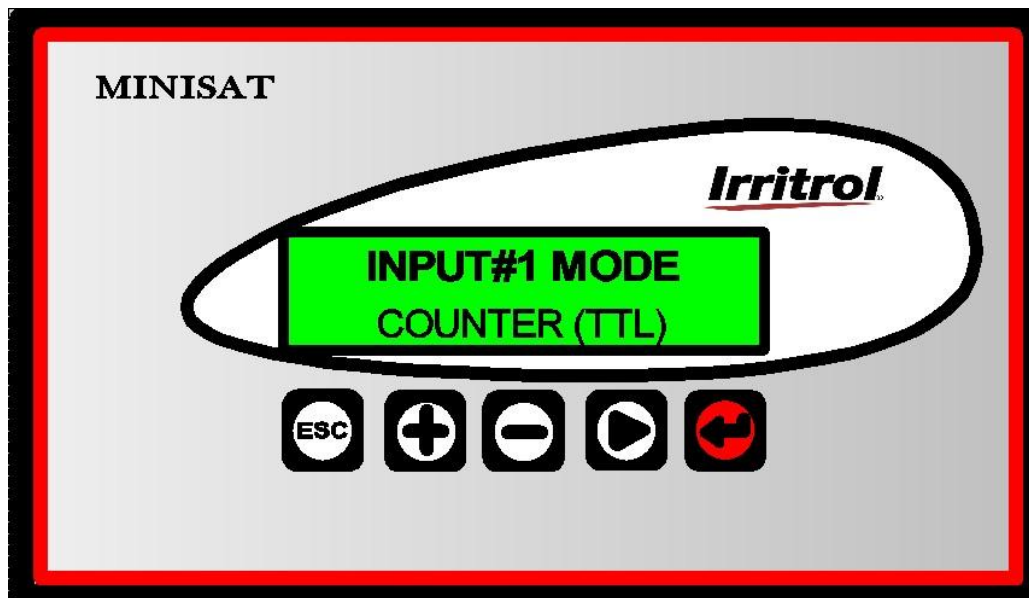 MINISAT
Irritrol
INPUT#1 MODE
COUNTER (TTL)
ESC